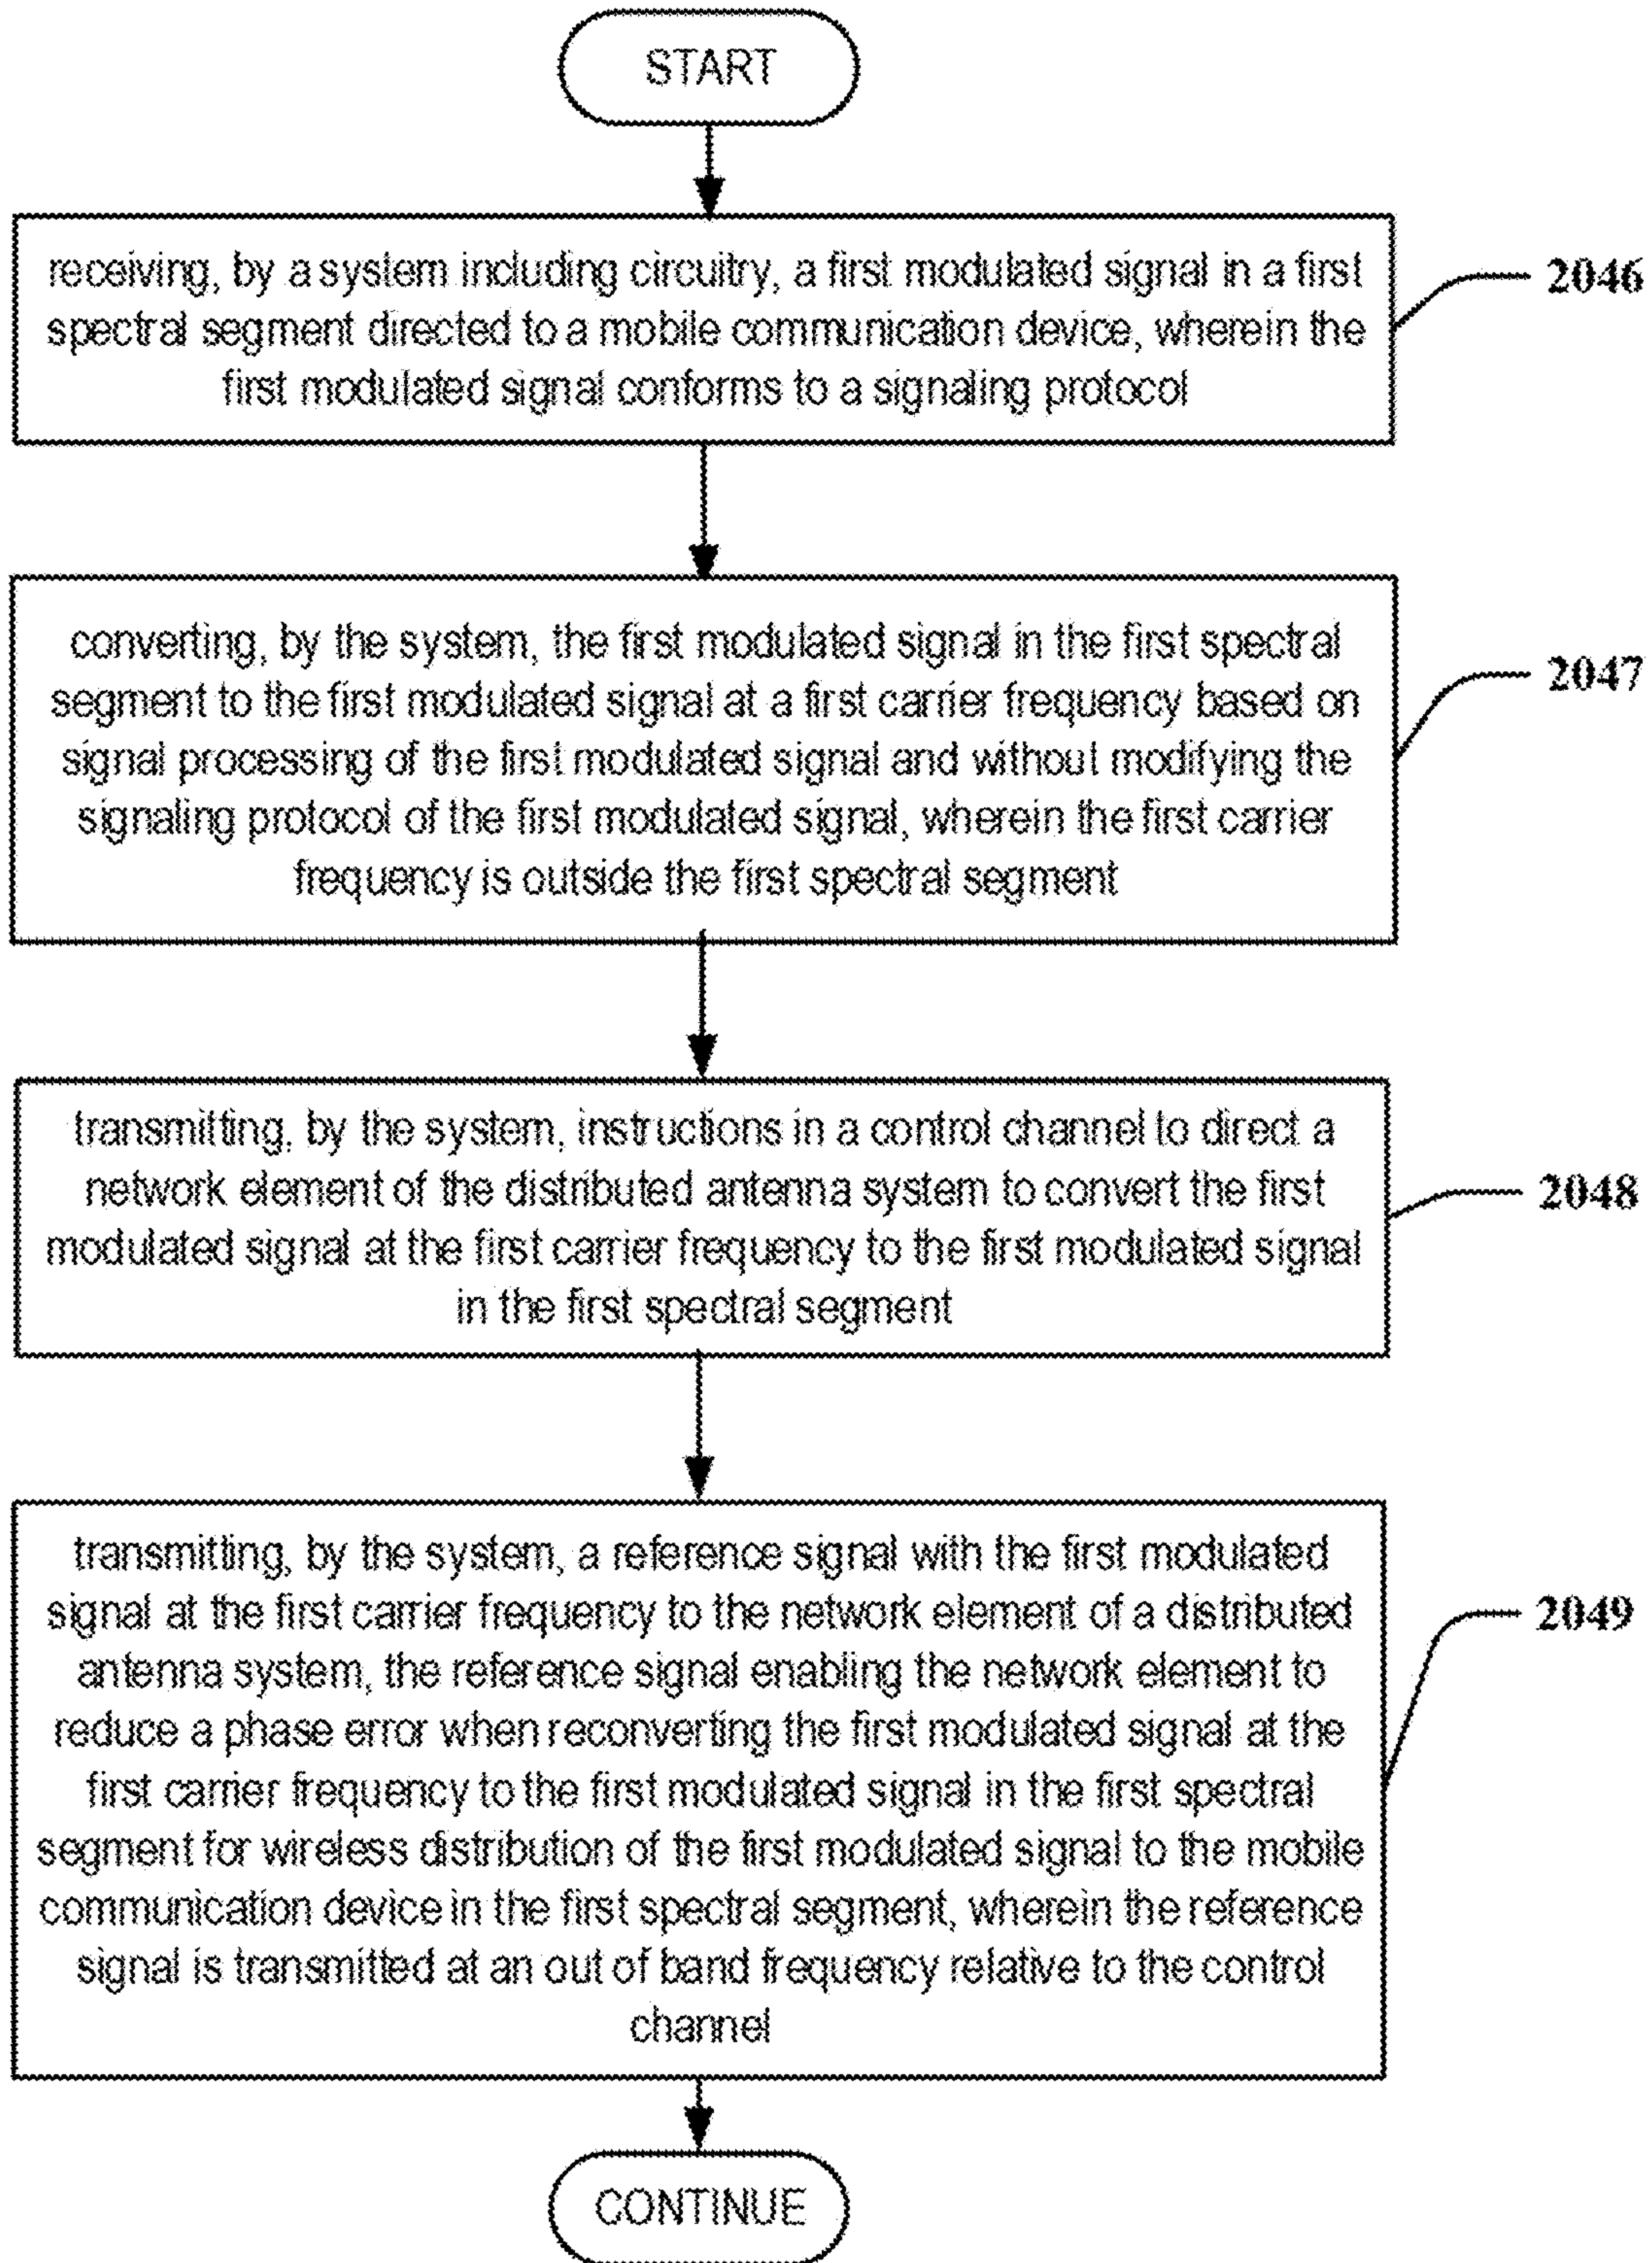 START
receiving, by a system including circuitry, a first modulated signal in a first
spectral segment directed to a mobile communication device, wherein the
first modulated signal conforms to a signaling protocol
2046
converting, by the system, the first modulated signal in the first spectral
segment to the first modulated signal at a first carrier frequency based on
signal processing of the first modulated signal and without modifying the
signaling protocol of the first modulated signal, wherein the first carrier
frequency is outside the first spectral segment
2047
transmitting, by the system, instructions in a control channel to direct a
network element of the distributed antenna system to convert the first
modulated signal at the first carrier frequency to the first modulated signal
in the first spectral segment
2048
transmitting, by the system, a reference signal with the first modulated
signal at the first carrier frequency to the network element of a distributed
antenna system, the reference signal enabling the network element to
reduce a phase error when reconverting the first modulated signal at the
first carrier frequency to the first modulated signal in the first spectral
segment for wireless distribution of the first modulated signal to the mobile
communication device in the first spectral segment, wherein the reference
signal is transmitted at an out of band frequency relative to the control
channel
2049
CONTINUE